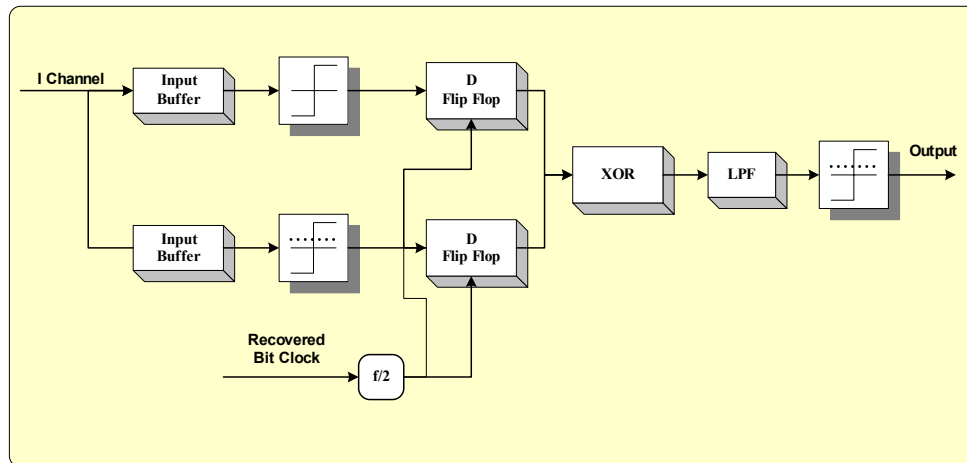 I Channel
Input
Buffer
D
Flip Flop
XOR
LPF
Output
Input
Buffer
D
Flip Flop
Recovered
Bit Clock
f/2